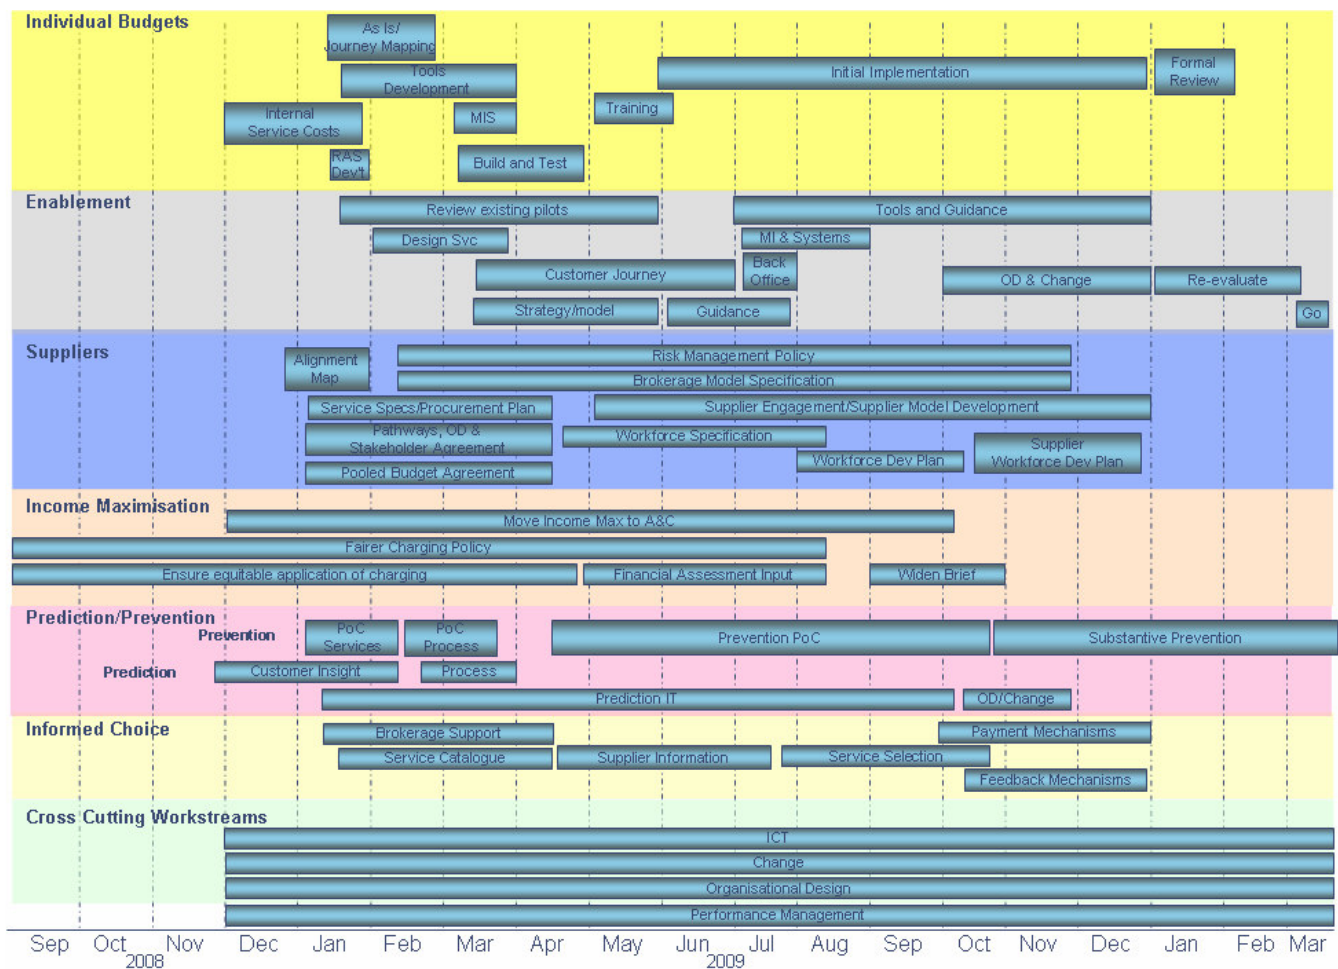 Individual Budgets
As Is/
Journey Mapping
Tools
Development
Initial Implementation
Formal
Review
Internal
Service Costs
MIS
Training
RAS
Dev't
Build and Test
Enablement
Review existing pilots
Tools and Guidance
Design Svc
MI & Systems
Customer Journey
Back
Office
OD & Change
Re-evaluate
Strategy/model
Guidance
Go
Suppliers
Alignment
Map
Risk Management Policy
Brokerage Model Specification
Service Specs/Procurement Plan
Supplier Engagement/Supplier Model Development
Pathways, OD &
Stakeholder Agreement
Workforce Specification
Supplier
Workforce Dev Plan
Workforce Dev Plan
Pooled Budget Agreement
Income Maximisation
Move Income Max to A&C
Fairer Charging Policy
Ensure equitable application of charging
Financial Assessment Input
Widen Brief
Prediction/Prevention
Prevention
PoC
Services
PoC
Process
Prevention PoC
Substantive Prevention
Prediction
Customer Insight
Process
Prediction IT
OD/Change
Informed Choice
Brokerage Support
Payment Mechanisms
Service Catalogue
Supplier Information
Service Selection
Feedback Mechanisms
Cross Cutting Workstreams
ICT
Change
Organisational Design
Performance Management
Sep Oct Nov Dec Jan Feb Mar Apr May Jun Jul Aug Sep Oct Nov Dec Jan Feb Mar
2008 2009